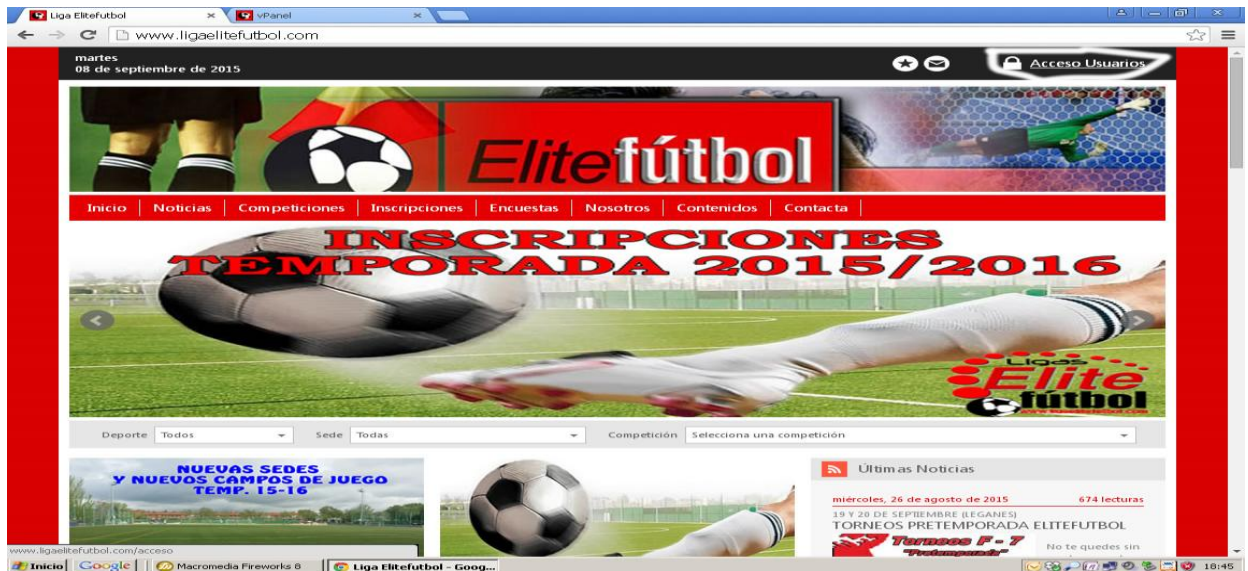 Liga Elitefutbol
vPanel
www.ligaelitefutbol.com
martes
08 de septiembre de 2015
Acceso Usuarios
Elitefútbol
Inicio Noticias Competiciones Inscripciones Encuestas Nosotros Contenidos Contacta
INSCRIPCIONES
TEMPORADA 2015/2016
Ligas
Elite
fútbol
Deporte Todos Sede Todas Competición Selecciona una competición
NUEVAS SEDES
Y NUEVOS CAMPOS DE JUEGO
TEMP. 15-16
Últimas Noticias
miércoles, 26 de agosto de 2015 674 lecturas
19 Y 20 DE SEPTIEMBRE (LEGANES)
TORNEOS PRETEMPORADA ELITEFUTBOL
Torneos F - 7
"Pretemporada"
No te quedes sin
www.ligaelitefutbol.com/acceso
Inicio Google Macromedia Fireworks 8 Liga Elitefutbol - Goog... 18:45